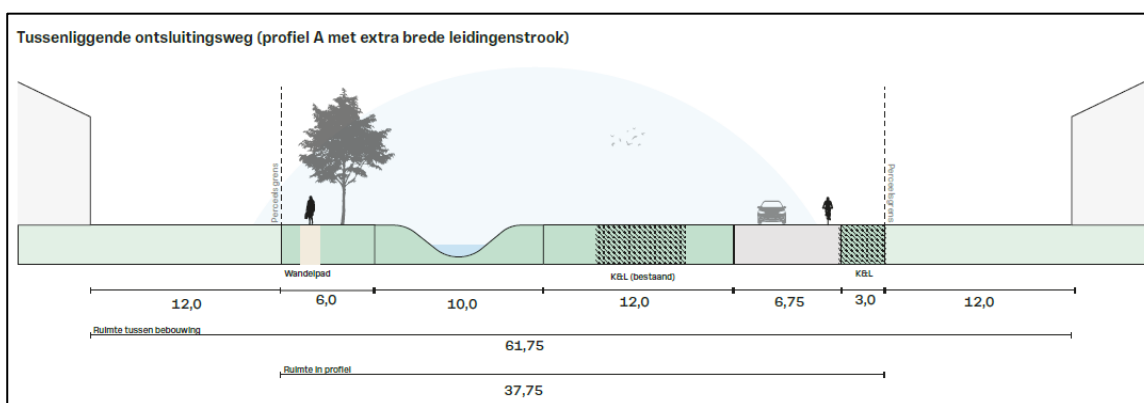 Tussenliggende ontsluitingsweg (profiel A met extra brede leidingenstrook)
Perceelsgrens
Perceelsgrens
Wandelpad
K&L (bestaand)
K&L
12,0
6,0
10,0
12,0
6,75
3,0
12,0
Ruimte tussen bebouwing
61,75
Ruimte in profiel
37,75